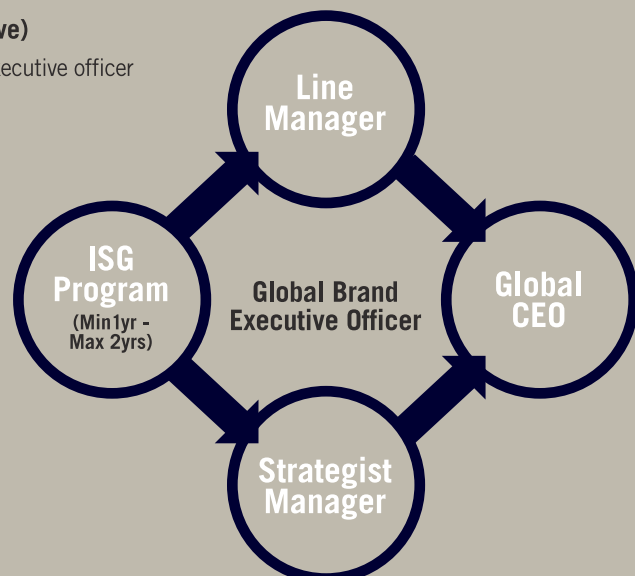 ve)
ecutive officer
Line
Manager
ISG
Program
(Min1yr -
Max 2yrs)
Global Brand
Executive Officer
Global
CEO
Strategist
Manager